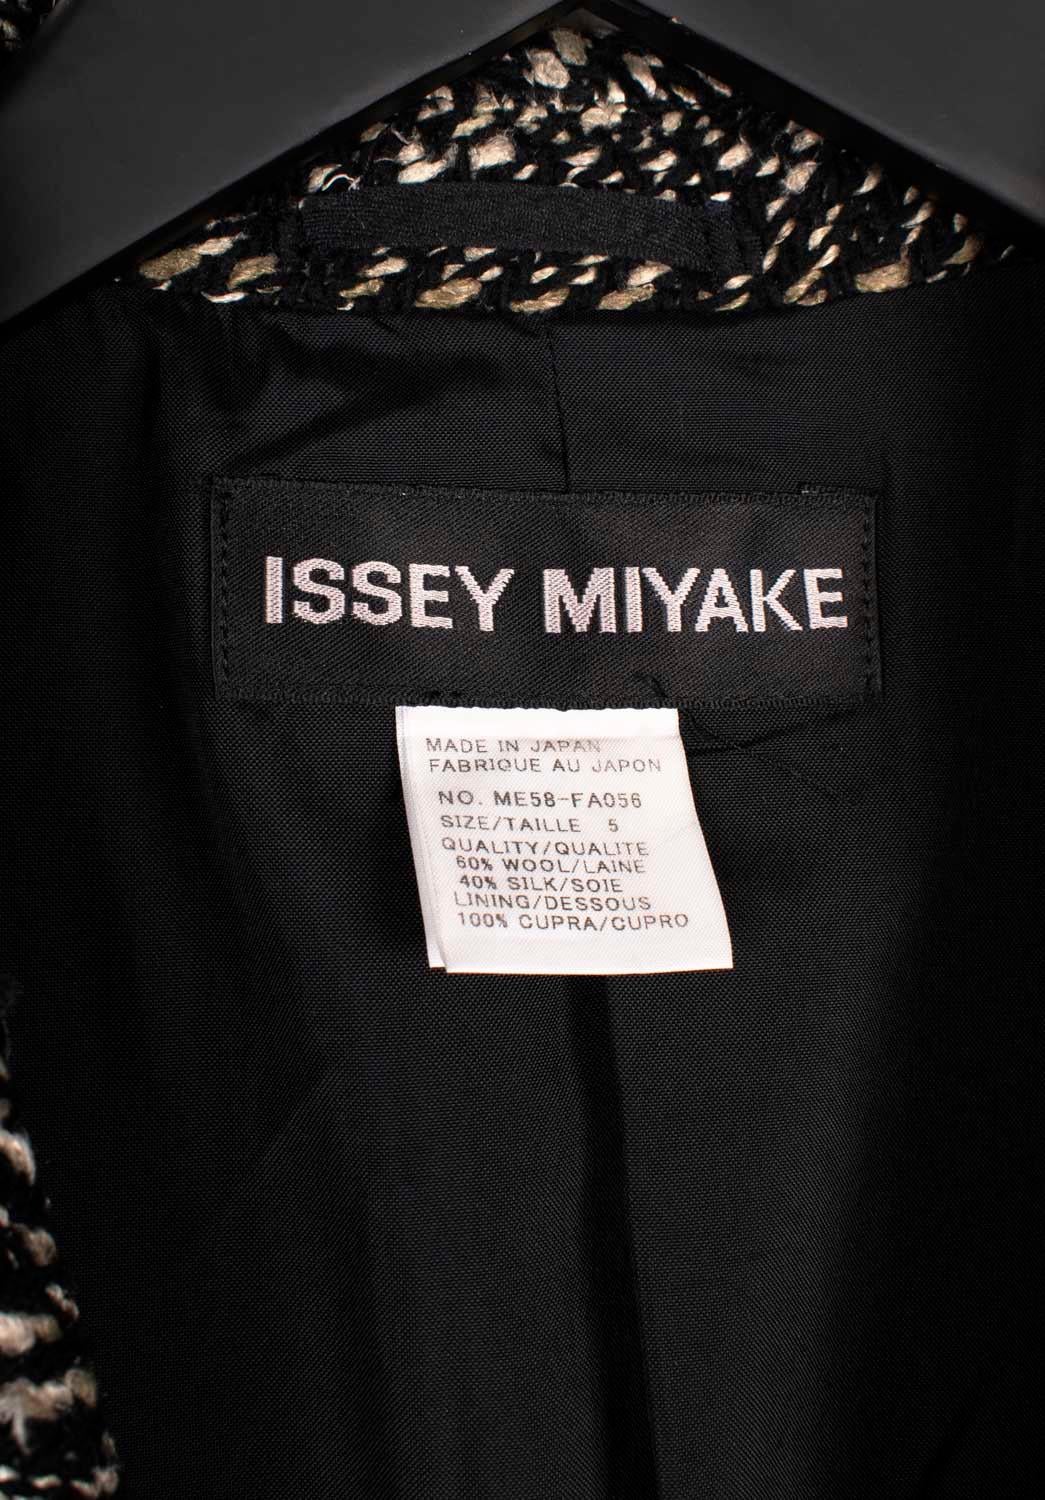 ISSEY MIYAKE
MADE IN JAPAN
FABRIQUE AU JAPON
NO. ME58-FA056
SIZE/TAILLE 5
QUALITY/QUALITE
60% WOOL/LAINE
40% SILK/SOIE
LINING/DESSOUS
100% CUPRA/CUPRO